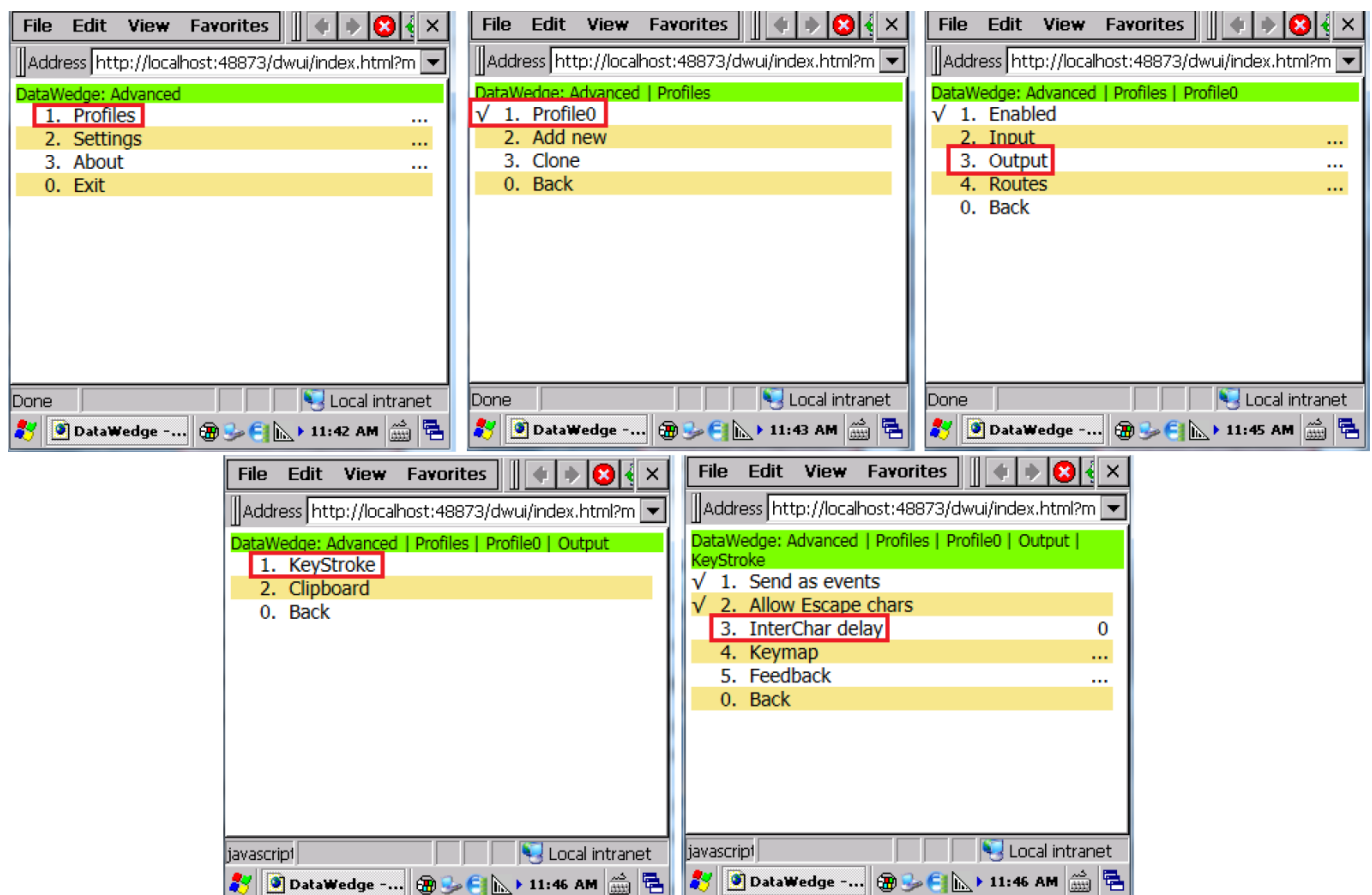 File Edit View Favorites
Address http://localhost:48873/dwui/index.html?m
DataWedge: Advanced
1. Profiles ...
2. Settings ...
3. About ...
0. Exit
Done Local intranet
DataWedge -... 11:42 AM
File Edit View Favorites
Address http://localhost:48873/dwui/index.html?m
DataWedge: Advanced | Profiles
√ 1. Profile0
2. Add new
3. Clone
0. Back
Done Local intranet
DataWedge -... 11:43 AM
File Edit View Favorites
Address http://localhost:48873/dwui/index.html?m
DataWedge: Advanced | Profiles | Profile0
√ 1. Enabled
2. Input ...
3. Output ...
4. Routes ...
0. Back
Done Local intranet
DataWedge -... 11:45 AM
File Edit View Favorites
Address http://localhost:48873/dwui/index.html?m
DataWedge: Advanced | Profiles | Profile0 | Output
1. KeyStroke
2. Clipboard
0. Back
javascript Local intranet
DataWedge -... 11:46 AM
File Edit View Favorites
Address http://localhost:48873/dwui/index.html?m
DataWedge: Advanced | Profiles | Profile0 | Output |
KeyStroke
√ 1. Send as events
√ 2. Allow Escape chars
3. InterChar delay 0
4. Keymap ...
5. Feedback ...
0. Back
javascript Local intranet
DataWedge -... 11:46 AM